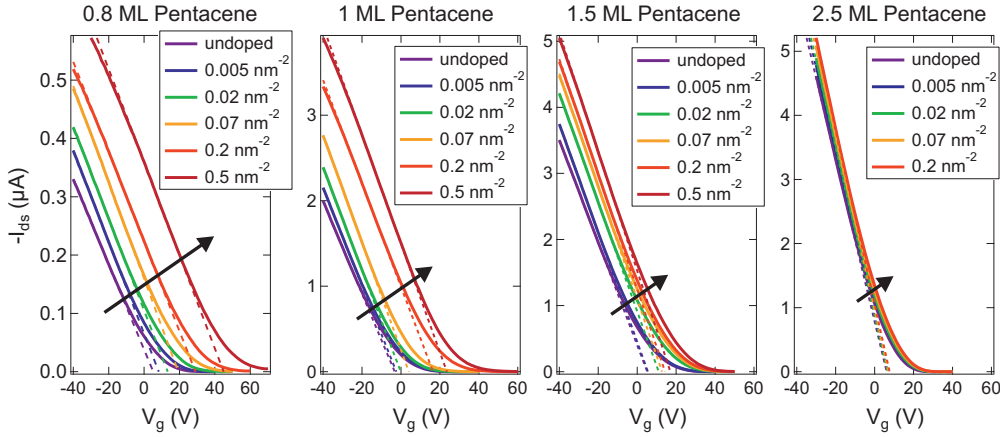 0.8 ML Pentacene
1 ML Pentacene
1.5 ML Pentacene
2.5 ML Pentacene
-I_ds (µA)
0.5
0.4
0.3
0.2
0.1
0.0
undoped
0.005 nm⁻²
0.02 nm⁻²
0.07 nm⁻²
0.2 nm⁻²
0.5 nm⁻²
-40 -20 0 20 40 60
V_g (V)
3
2
1
0
undoped
0.005 nm⁻²
0.02 nm⁻²
0.07 nm⁻²
0.2 nm⁻²
0.5 nm⁻²
-40 -20 0 20 40 60
V_g (V)
5
4
3
2
1
0
undoped
0.005 nm⁻²
0.02 nm⁻²
0.07 nm⁻²
0.2 nm⁻²
0.5 nm⁻²
-40 -20 0 20 40 60
V_g (V)
5
4
3
2
1
0
undoped
0.005 nm⁻²
0.02 nm⁻²
0.07 nm⁻²
0.2 nm⁻²
-40 -20 0 20 40 60
V_g (V)